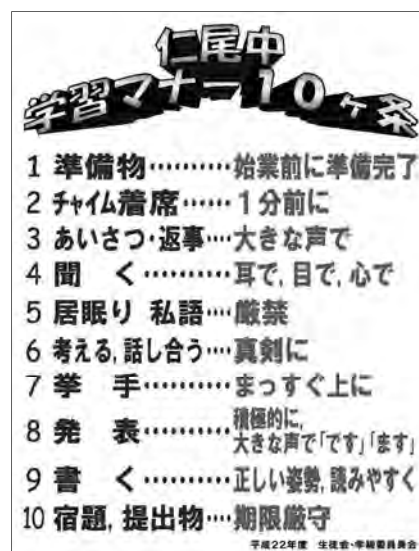 仁尾中
学習マナー10ヶ条
1 準備物‥‥‥‥‥始業前に準備完了
2 チャイム着席‥‥‥1分前に
3 あいさつ・返事‥‥大きな声で
4 聞 く‥‥‥‥‥耳で,目で,心で
5 居眠り 私語‥‥厳禁
6 考える,話し合う‥‥真剣に
7 挙 手‥‥‥‥‥まっすぐ上に
8 発 表‥‥‥‥‥積極的に,
大きな声で「です」「ます」
9 書 く‥‥‥‥‥正しい姿勢,読みやすく
10 宿題,提出物‥‥期限厳守
平成22年度 生徒会・学級委員会